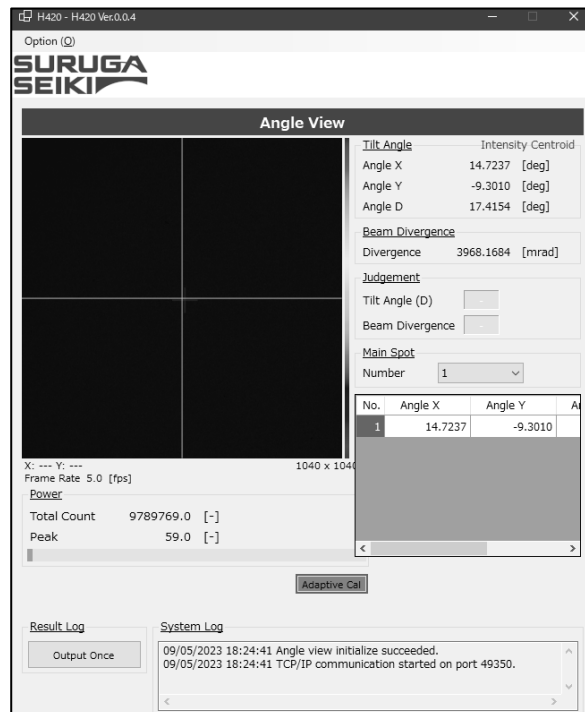 H420 - H420 Ver.0.0.4
Option (O)
SURUGA
SEIKI
Angle View
Tilt Angle Intensity Centroid
Angle X 14.7237 [deg]
Angle Y -9.3010 [deg]
Angle D 17.4154 [deg]
Beam Divergence
Divergence 3968.1684 [mrad]
Judgement
Tilt Angle (D) -
Beam Divergence -
Main Spot
Number 1
No. Angle X Angle Y
1 14.7237 -9.3010
X: --- Y: --- 1040 x 1040
Frame Rate 5.0 [fps]
Power
Total Count 9789769.0 [-]
Peak 59.0 [-]
Adaptive Cal
Result Log
Output Once
System Log
09/05/2023 18:24:41 Angle view initialize succeeded.
09/05/2023 18:24:41 TCP/IP communication started on port 49350.